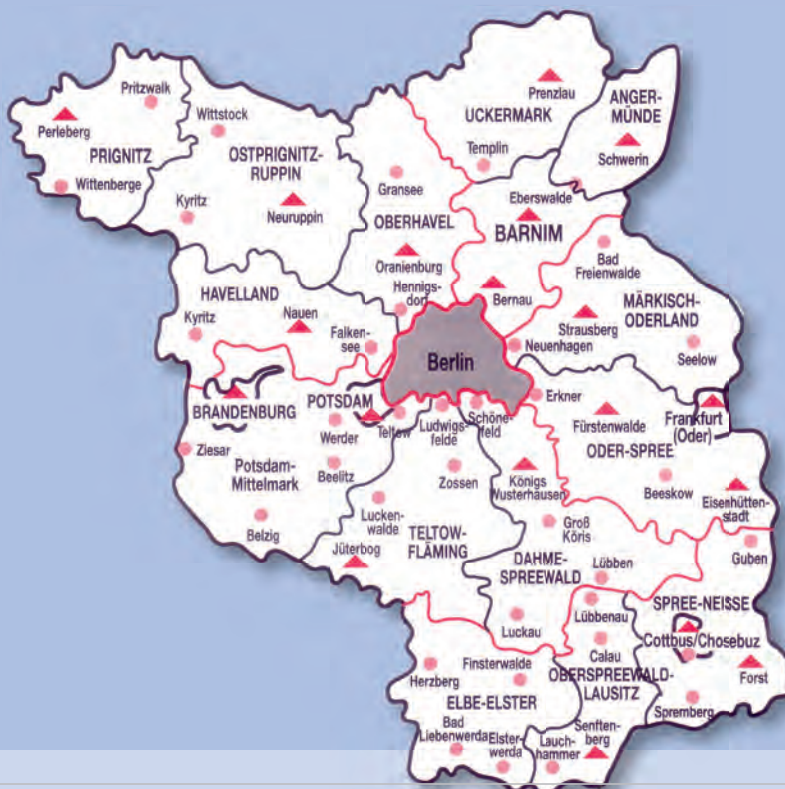 Pritzwalk
Perleberg
PRIGNITZ
Wittenberge
Wittstock
OSTPRIGNITZ-
RUPPIN
Kyritz
Neuruppin
Prenzlau
UCKERMARK
Templin
ANGER-
MÜNDE
Schwerin
Gransee
OBERHAVEL
Oranienburg
Hennigs-
dorf
Eberswalde
BARNIM
Bernau
Bad
Freienwalde
MÄRKISCH-
ODERLAND
Strausberg
Neuenhagen
Seelow
HAVELLAND
Nauen
Kyritz
Falken-
see
Berlin
BRANDENBURG
POTSDAM
Werder
Teltow
Ludwigs-
felde
Schöne-
feld
Erkner
Fürstenwalde
Frankfurt
(Oder)
ODER-SPREE
Ziesar
Potsdam-
Mittelmark
Beelitz
Belzig
Zossen
Königs
Wusterhausen
Beeskow
Eisenhütten-
stadt
Lucken-
walde
Jüterbog
TELTOW-
FLÄMING
Groß
Köris
DAHME-
SPREEWALD
Lübben
Guben
Luckau
Lübbenau
SPREE-NEISSE
Calau
Cottbus/Chosebuz
Forst
Herzberg
Finsterwalde
ELBE-ELSTER
OBERSPREEWALD-
LAUSITZ
Spremberg
Bad
Liebenwerda
Elster-
werda
Lauch-
hammer
Senften-
berg